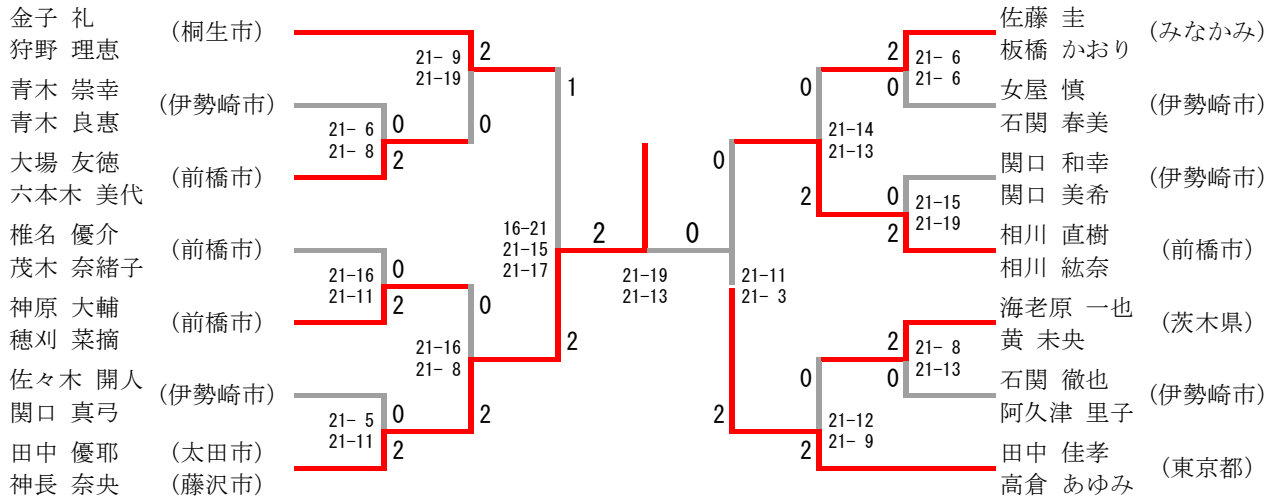 金子 礼
狩野 理恵
(桐生市)
青木 崇幸
青木 良惠
(伊勢崎市)
大場 友徳
六本木 美代
(前橋市)
椎名 優介
茂木 奈緒子
(前橋市)
神原 大輔
穂刈 菜摘
(前橋市)
佐々木 開人
関口 真弓
(伊勢崎市)
田中 優耶 (太田市)
神長 奈央 (藤沢市)
21- 9
21-19
2
0
21- 6
21- 8
0
2
21-16
21-11
0
2
21- 5
21-11
0
2
21-16
21- 8
0
2
1
16-21
21-15
21-17
2
2
0
21-19
21-13
0
21-11
21- 3
2
0
21-14
21-13
2
0
21-12
21- 9
2
2
21- 6
21- 6
0
0
21-15
21-19
2
2
21- 8
21-13
0
佐藤 圭
板橋 かおり
(みなかみ)
女屋 慎
石関 春美
(伊勢崎市)
関口 和幸
関口 美希
(伊勢崎市)
相川 直樹
相川 紘奈
(前橋市)
海老原 一也
黄 未央
(茨木県)
石関 徹也
阿久津 里子
(伊勢崎市)
田中 佳孝
高倉 あゆみ
(東京都)